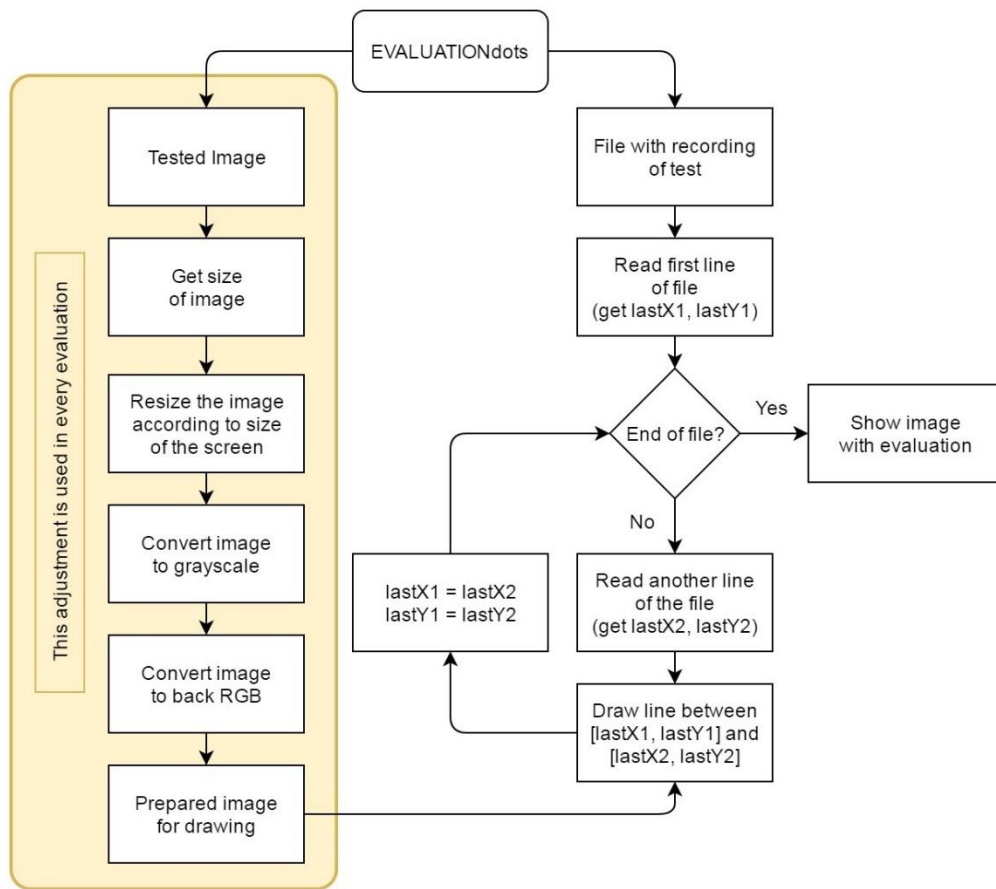 EVALUATIONdots
This adjustment is used in every evaluation
Tested Image
Get size
of image
Resize the image
according to size
of the screen
Convert image
to grayscale
Convert image
to back RGB
Prepared image
for drawing
File with recording
of test
Read first line
of file
(get lastX1, lastY1)
End of file?
Yes
Show image
with evaluation
No
Read another line
of the file
(get lastX2, lastY2)
Draw line between
[lastX1, lastY1] and
[lastX2, lastY2]
lastX1 = lastX2
lastY1 = lastY2